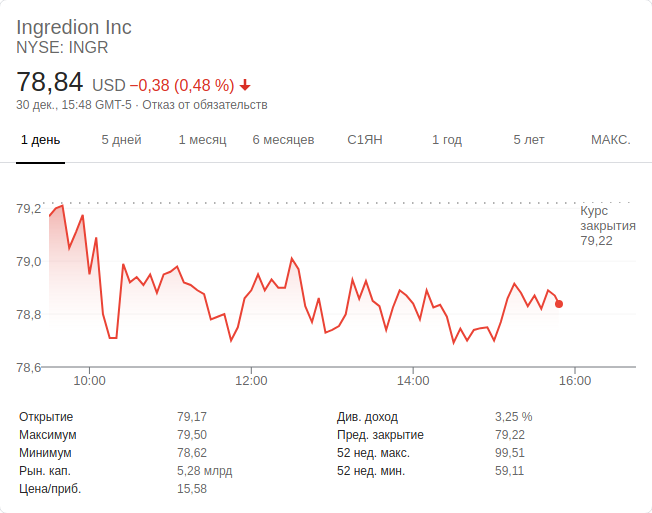 Ingredion Inc
NYSE: INGR
78,84 USD −0,38 (0,48 %)
30 дек., 15:48 GMT-5 · Отказ от обязательств
1 день 5 дней 1 месяц 6 месяцев С1ЯН 1 год 5 лет МАКС.
79,2
79,0
78,8
78,6
Курс
закрытия
79,22
10:00 12:00 14:00 16:00
Открытие 79,17 Див. доход 3,25 %
Максимум 79,50 Пред. закрытие 79,22
Минимум 78,62 52 нед. макс. 99,51
Рын. кап. 5,28 млрд 52 нед. мин. 59,11
Цена/приб. 15,58